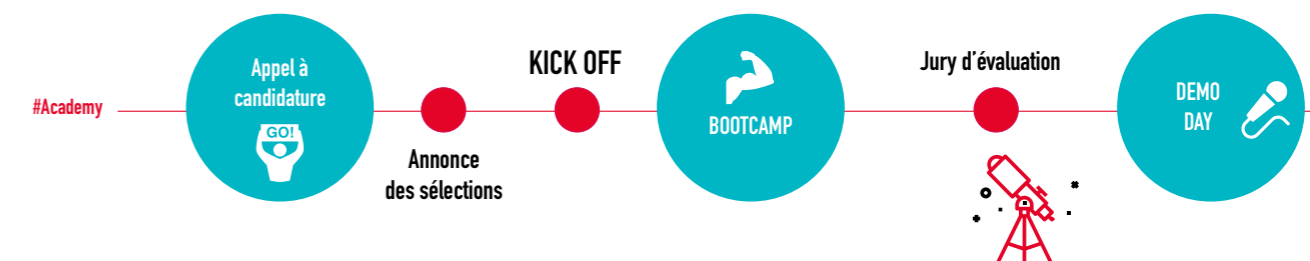 #Academy
Appel à
candidature
GO!
Annonce
des sélections
KICK OFF
BOOTCAMP
Jury d'évaluation
DEMO
DAY